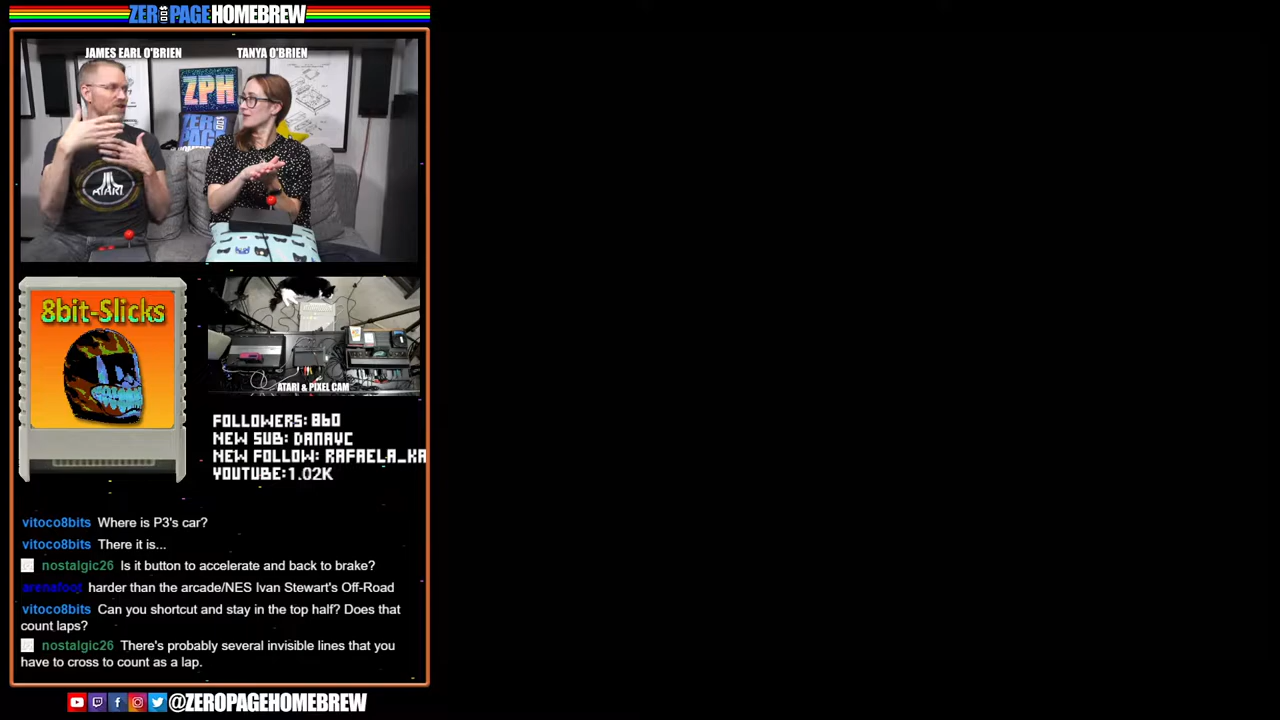 ZERO PAGE HOMEBREW
JAMES EARL O'BRIEN
TANYA O'BRIEN
ZPH
ZERO
PAGE
ATARI
8bit-Slicks
ATARI & PIXEL CAM
FOLLOWERS: 860
NEW SUB: DANAYC
NEW FOLLOW: RAFAELA_KA
YOUTUBE:1.02K
vitoco8bits Where is P3's car?
vitoco8bits There it is...
nostalgic26 Is it button to accelerate and back to brake?
arenafoot harder than the arcade/NES Ivan Stewart's Off-Road
vitoco8bits Can you shortcut and stay in the top half? Does that
count laps?
nostalgic26 There's probably several invisible lines that you
have to cross to count as a lap.
@ZEROPAGEHOMEBREW